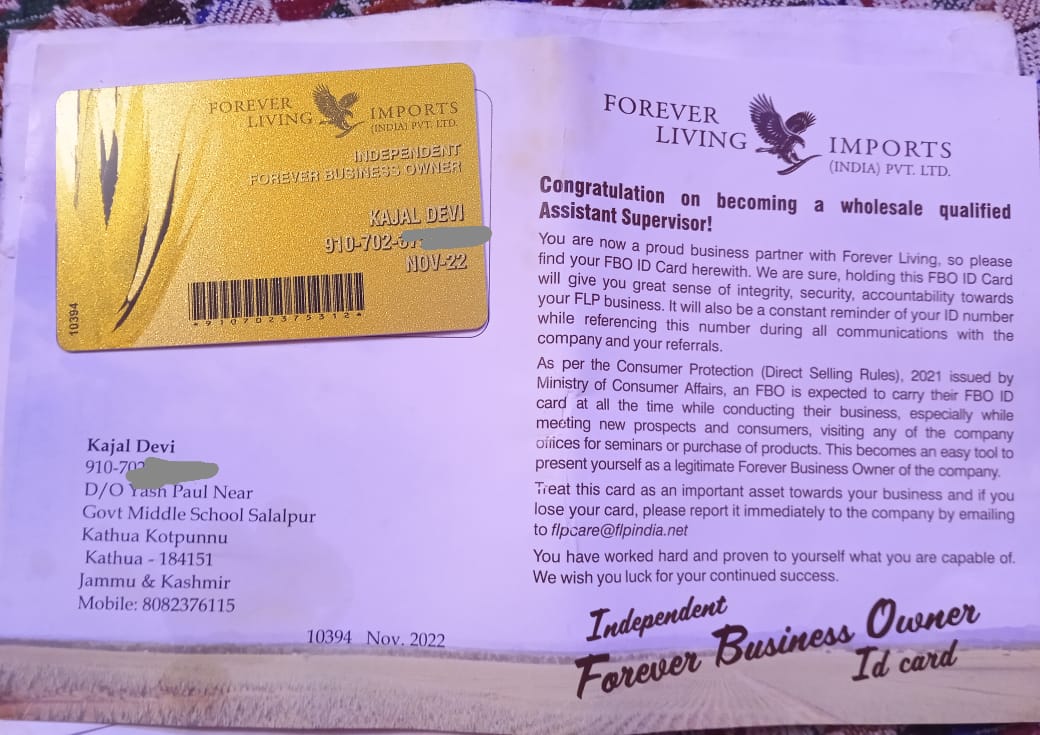 FOREVER LIVING IMPORTS
(INDIA) PVT. LTD.
INDEPENDENT
FOREVER BUSINESS OWNER
KAJAL DEVI
910-702-
NOV-22
*910702375312*
10394
Kajal Devi
910-702
D/O Yash Paul Near
Govt Middle School Salalpur
Kathua Kotpunnu
Kathua - 184151
Jammu & Kashmir
Mobile: 8082376115
10394 Nov. 2022
FOREVER LIVING IMPORTS
(INDIA) PVT. LTD.
Congratulation on becoming a wholesale qualified
Assistant Supervisor!
You are now a proud business partner with Forever Living, so please
find your FBO ID Card herewith. We are sure, holding this FBO ID Card
will give you great sense of integrity, security, accountability towards
your FLP business. It will also be a constant reminder of your ID number
while referencing this number during all communications with the
company and your referrals.
As per the Consumer Protection (Direct Selling Rules), 2021 issued by
Ministry of Consumer Affairs, an FBO is expected to carry their FBO ID
card at all the time while conducting their business, especially while
meeting new prospects and consumers, visiting any of the company
offices for seminars or purchase of products. This becomes an easy tool to
present yourself as a legitimate Forever Business Owner of the company.
Treat this card as an important asset towards your business and if you
lose your card, please report it immediately to the company by emailing
to flpcare@flpindia.net
You have worked hard and proven to yourself what you are capable of.
We wish you luck for your continued success.
Independent
Forever Business Owner
Id card